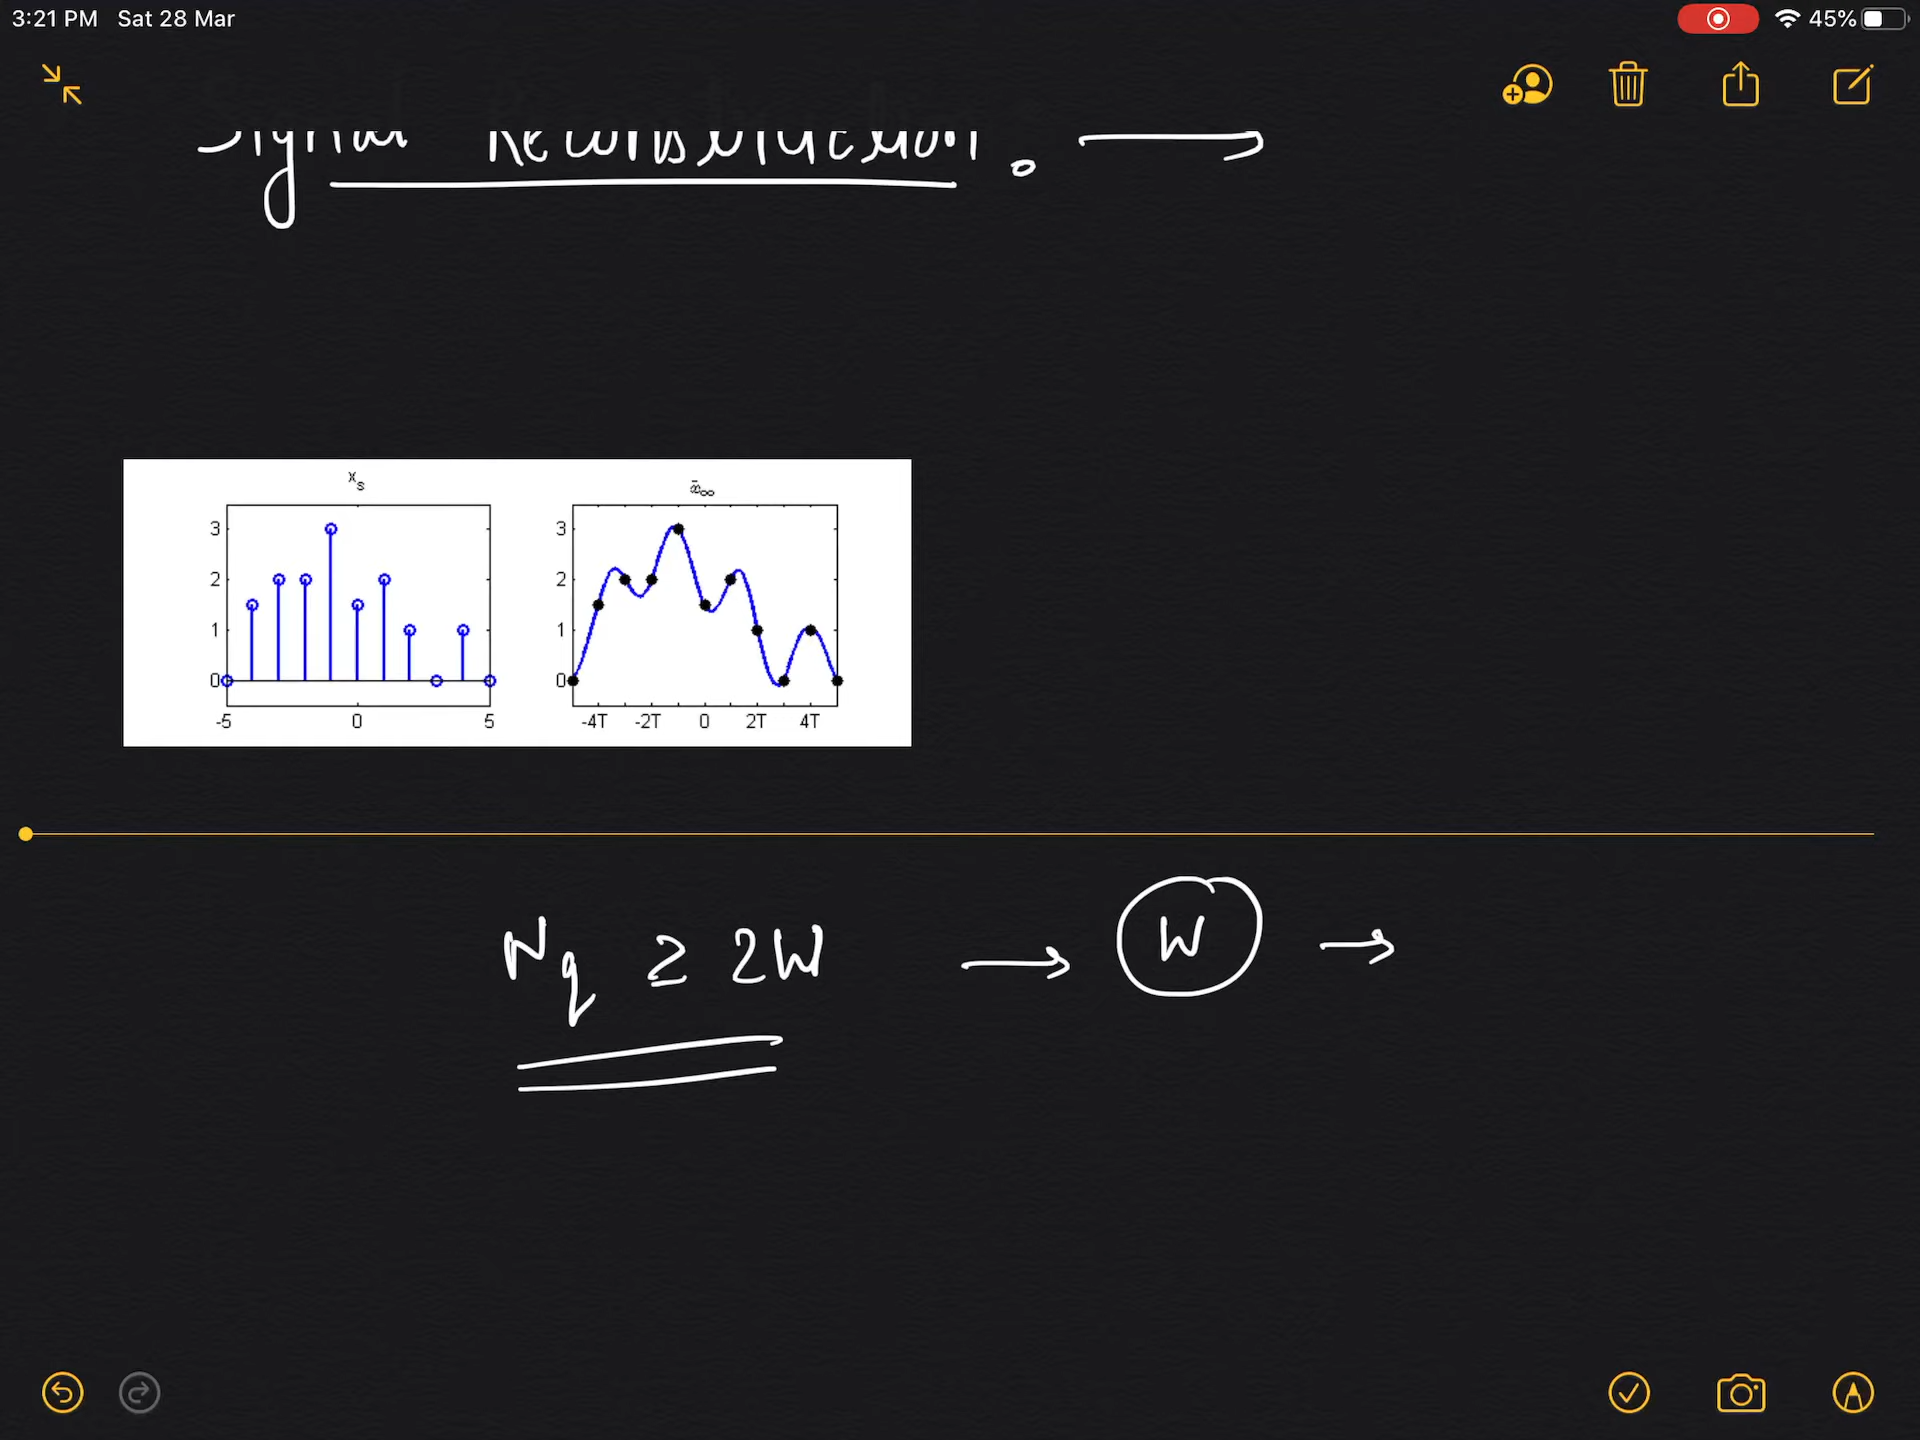 3:21 PM Sat 28 Mar 45%
Signal Reconstruction : →
x_s x̄_∞
3 3
2 2
1 1
0 0
-5 0 5 -4T -2T 0 2T 4T
Nq ≥ 2W → W →